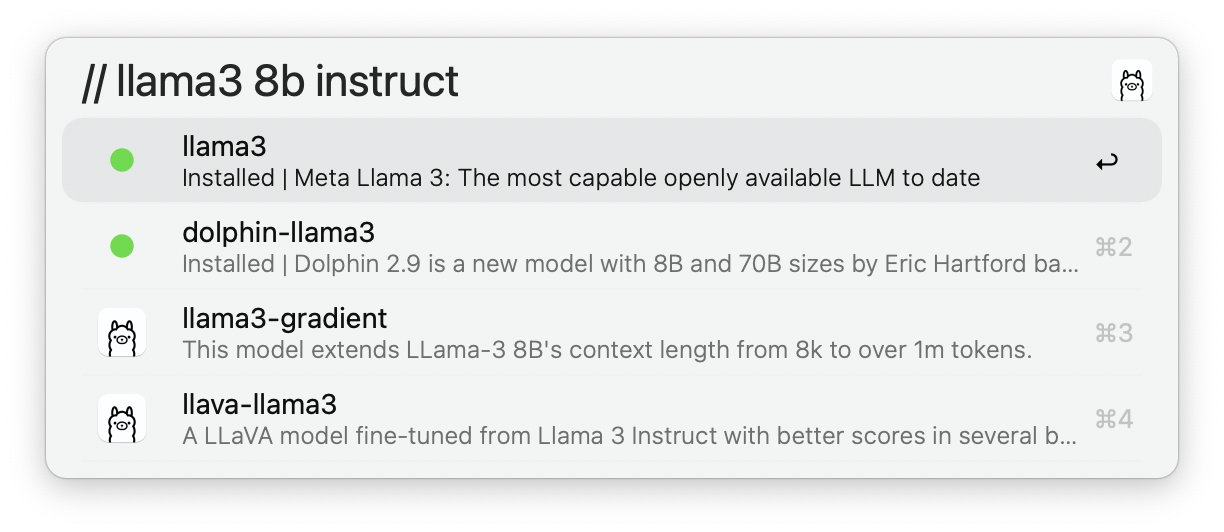 // llama3 8b instruct
llama3
Installed | Meta Llama 3: The most capable openly available LLM to date
dolphin-llama3
Installed | Dolphin 2.9 is a new model with 8B and 70B sizes by Eric Hartford ba...
⌘2
llama3-gradient
This model extends LLama-3 8B's context length from 8k to over 1m tokens.
⌘3
llava-llama3
A LLaVA model fine-tuned from Llama 3 Instruct with better scores in several b...
⌘4